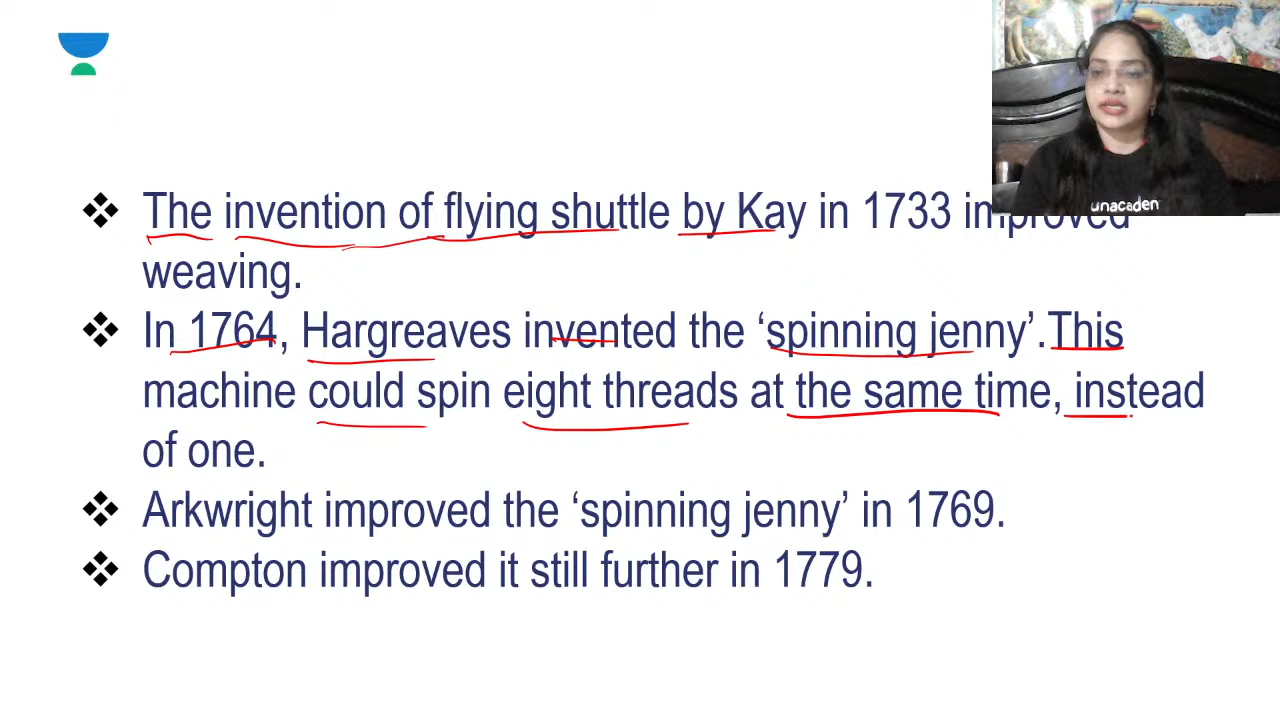 The invention of flying shuttle by Kay in 1733 improved
weaving.
In 1764, Hargreaves invented the ‘spinning jenny’.This
machine could spin eight threads at the same time, instead
of one.
Arkwright improved the ‘spinning jenny’ in 1769.
Compton improved it still further in 1779.
unacaden